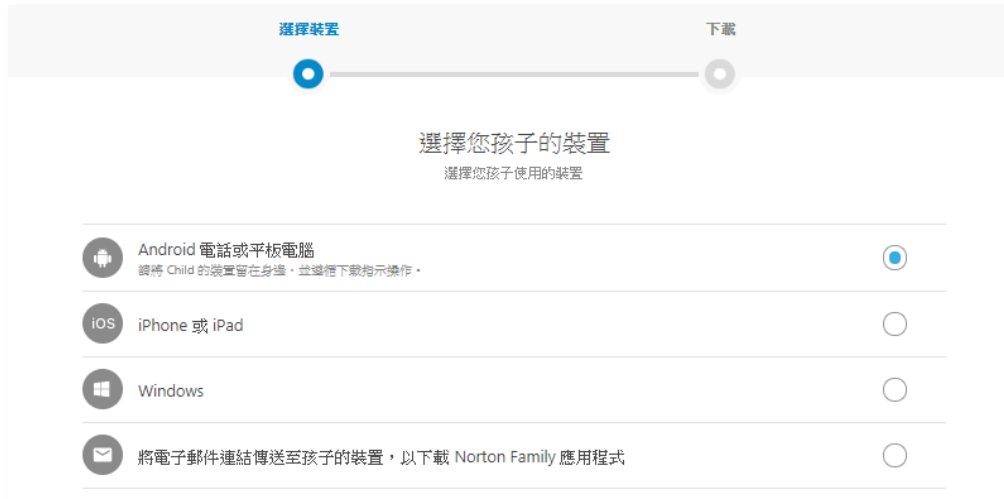 選擇裝置
下載
選擇您孩子的裝置
選擇您孩子使用的裝置
Android 電話或平板電腦
請將 Child 的裝置留在身邊，並遵循下載指示操作。
iOS
iPhone 或 iPad
Windows
將電子郵件連結傳送至孩子的裝置，以下載 Norton Family 應用程式